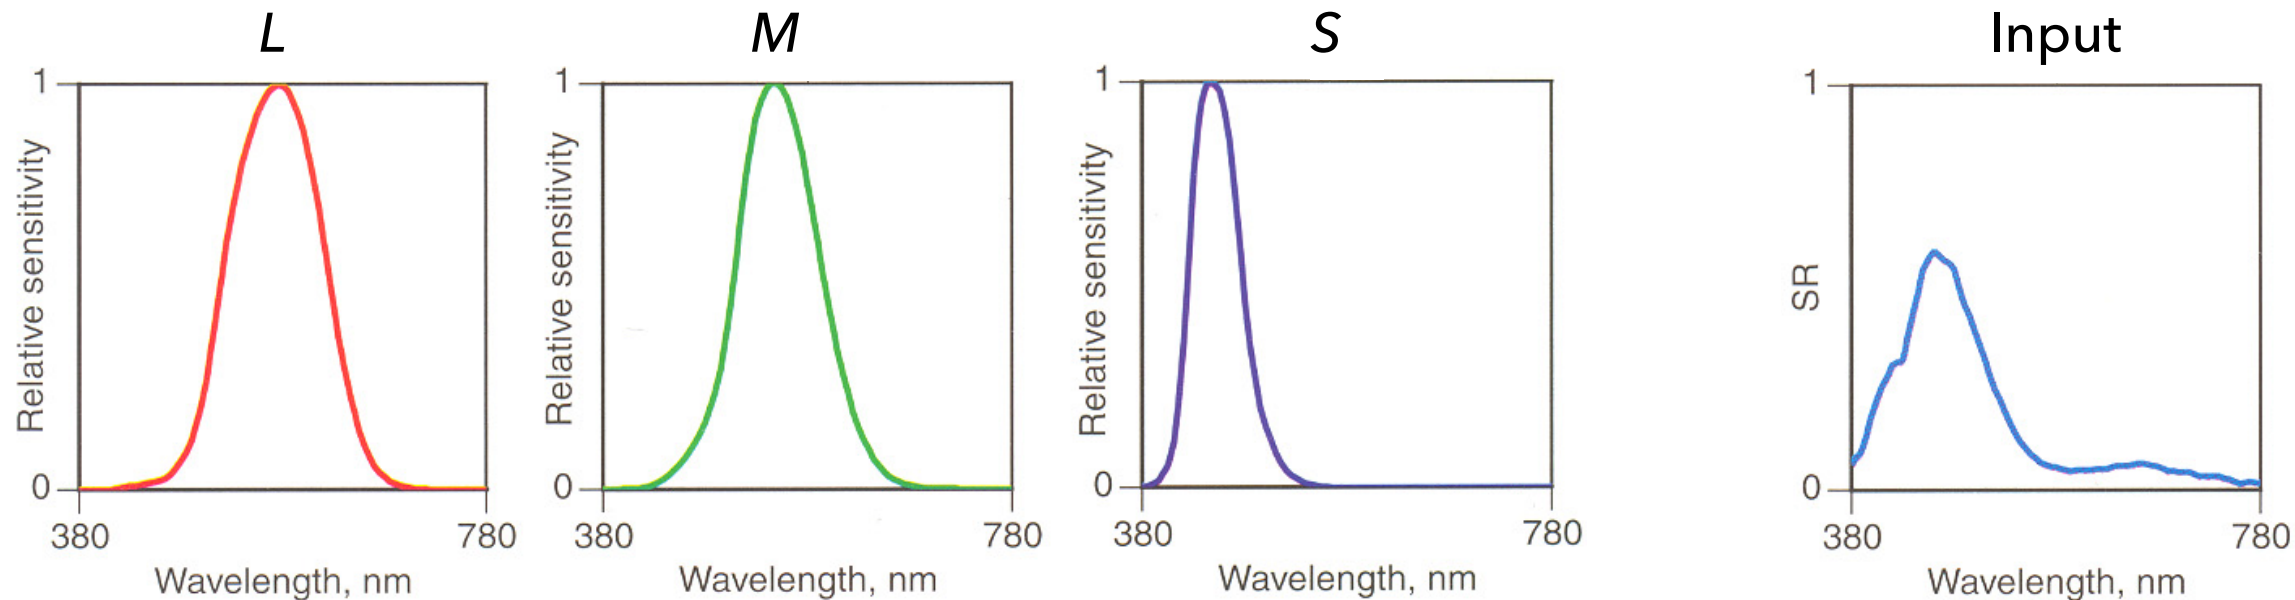 L
1
Relative sensitivity
0
380
780
Wavelength, nm
M
1
Relative sensitivity
0
380
780
Wavelength, nm
S
1
Relative sensitivity
0
380
780
Wavelength, nm
Input
1
SR
0
380
780
Wavelength, nm